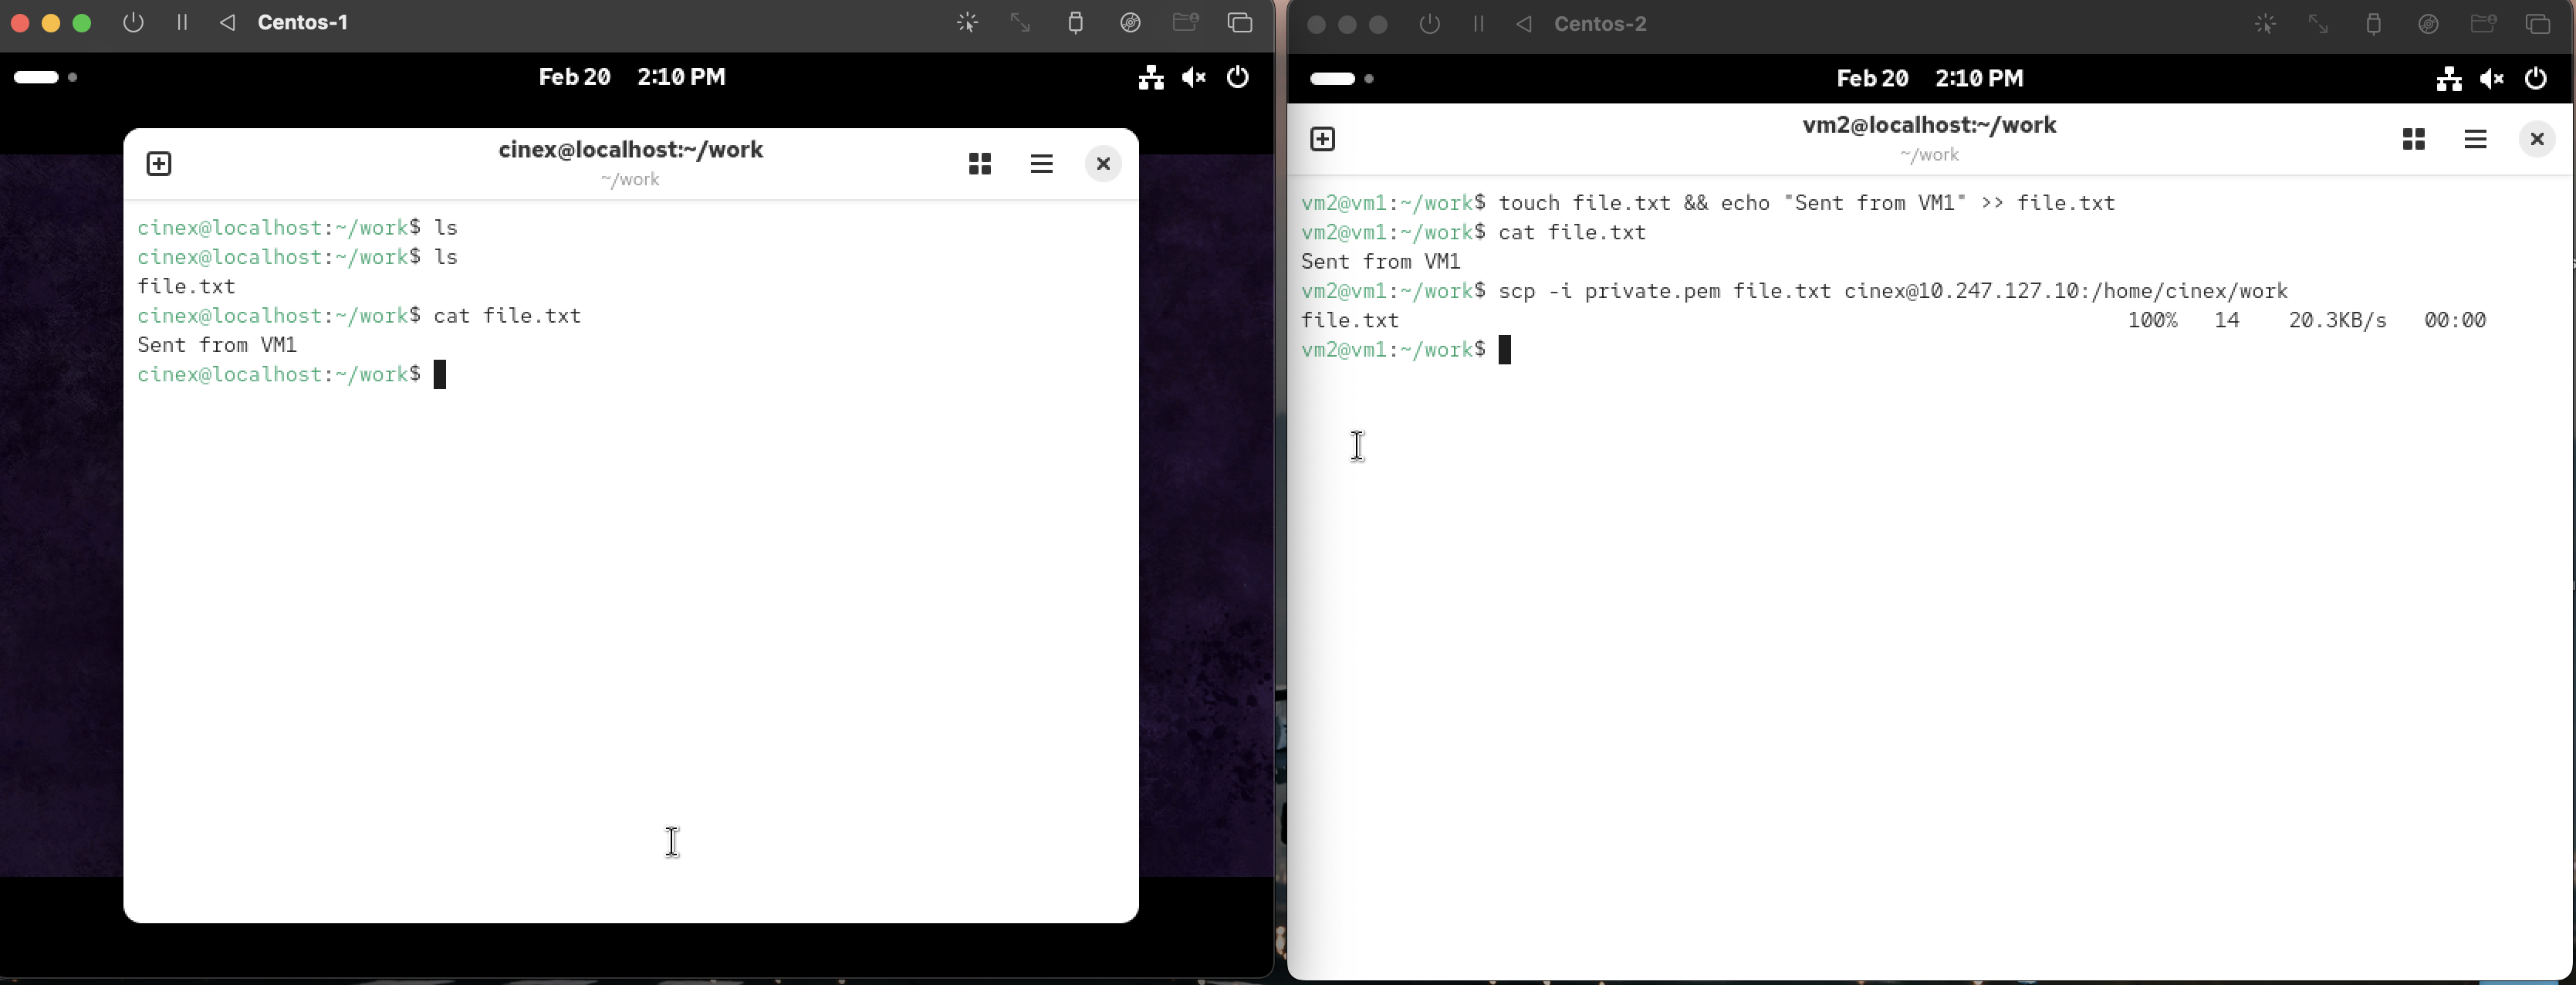 Centos-1
Feb 20 2:10 PM
cinex@localhost:~/work
~/work
cinex@localhost:~/work$ ls
cinex@localhost:~/work$ ls
file.txt
cinex@localhost:~/work$ cat file.txt
Sent from VM1
cinex@localhost:~/work$
Centos-2
Feb 20 2:10 PM
vm2@localhost:~/work
~/work
vm2@vm1:~/work$ touch file.txt && echo "Sent from VM1" >> file.txt
vm2@vm1:~/work$ cat file.txt
Sent from VM1
vm2@vm1:~/work$ scp -i private.pem file.txt cinex@10.247.127.10:/home/cinex/work
file.txt 100% 14 20.3KB/s 00:00
vm2@vm1:~/work$